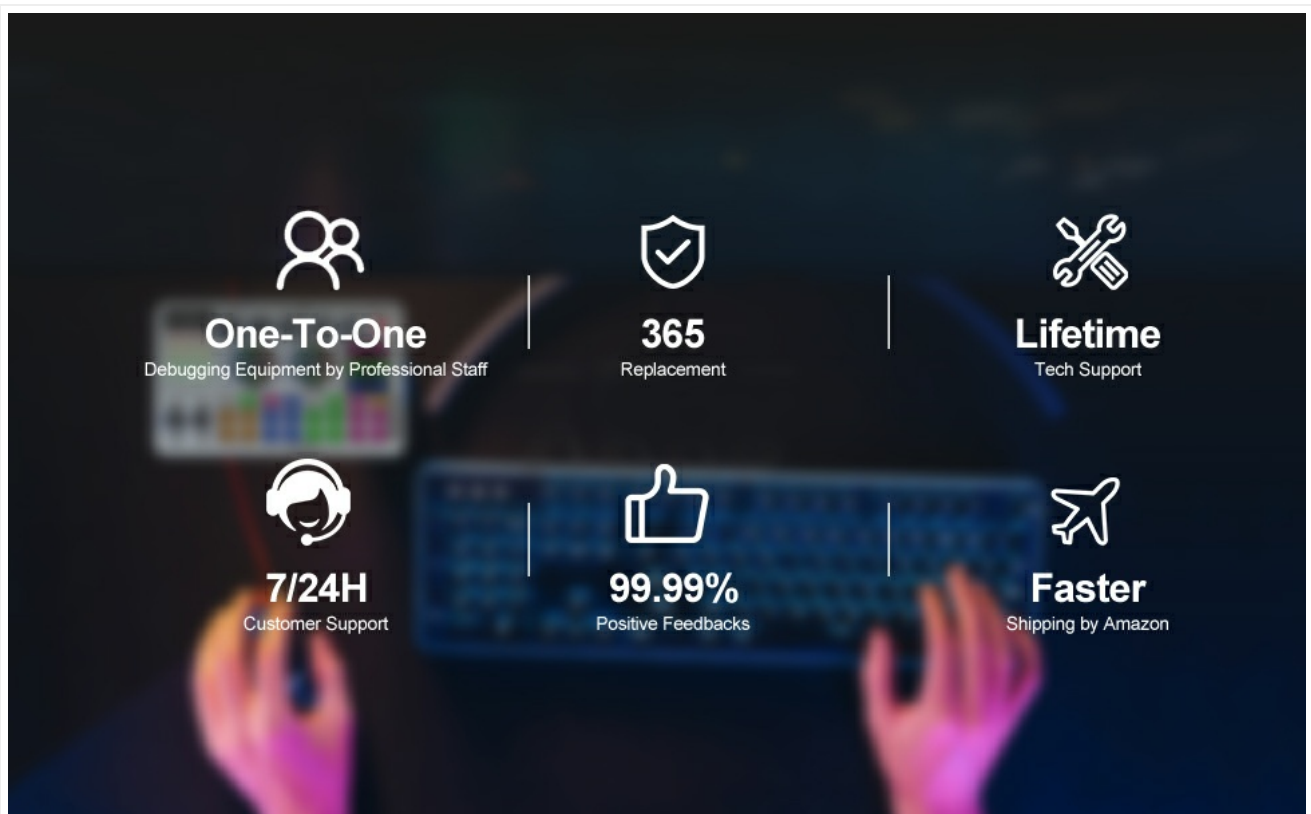 One-To-One
Debugging Equipment by Professional Staff
365
Replacement
Lifetime
Tech Support
7/24H
Customer Support
99.99%
Positive Feedbacks
Faster
Shipping by Amazon